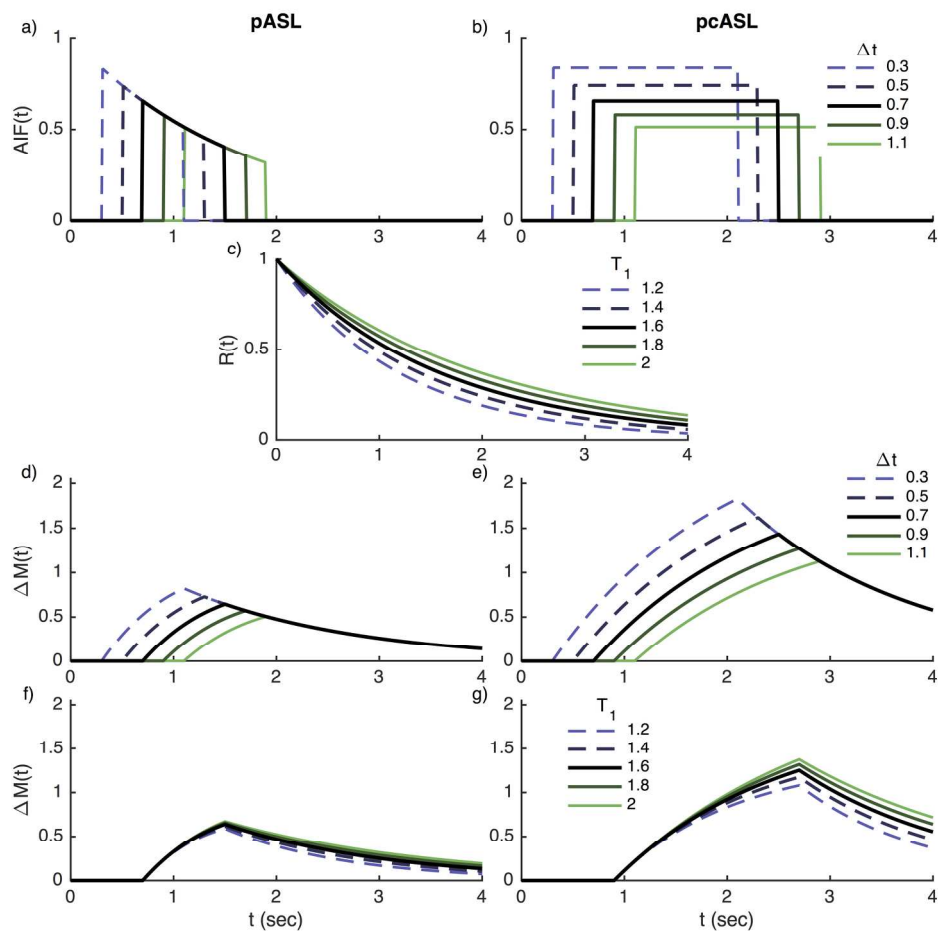 pASL
pcASL
a)
b)
Δt
1
0.5
0
AIF(t)
0 1 2 3 4
1
0.5
0
0 1 2 3 4
0.3
0.5
0.7
0.9
1.1
c)
T1
1
0.5
0
R(t)
0 1 2 3 4
1.2
1.4
1.6
1.8
2
d)
e)
Δt
2
1.5
1
0.5
0
ΔM(t)
0 1 2 3 4
2
1.5
1
0.5
0
0 1 2 3 4
0.3
0.5
0.7
0.9
1.1
f)
g)
T1
2
1.5
1
0.5
0
ΔM(t)
0 1 2 3 4
t (sec)
2
1.5
1
0.5
0
0 1 2 3 4
t (sec)
1.2
1.4
1.6
1.8
2